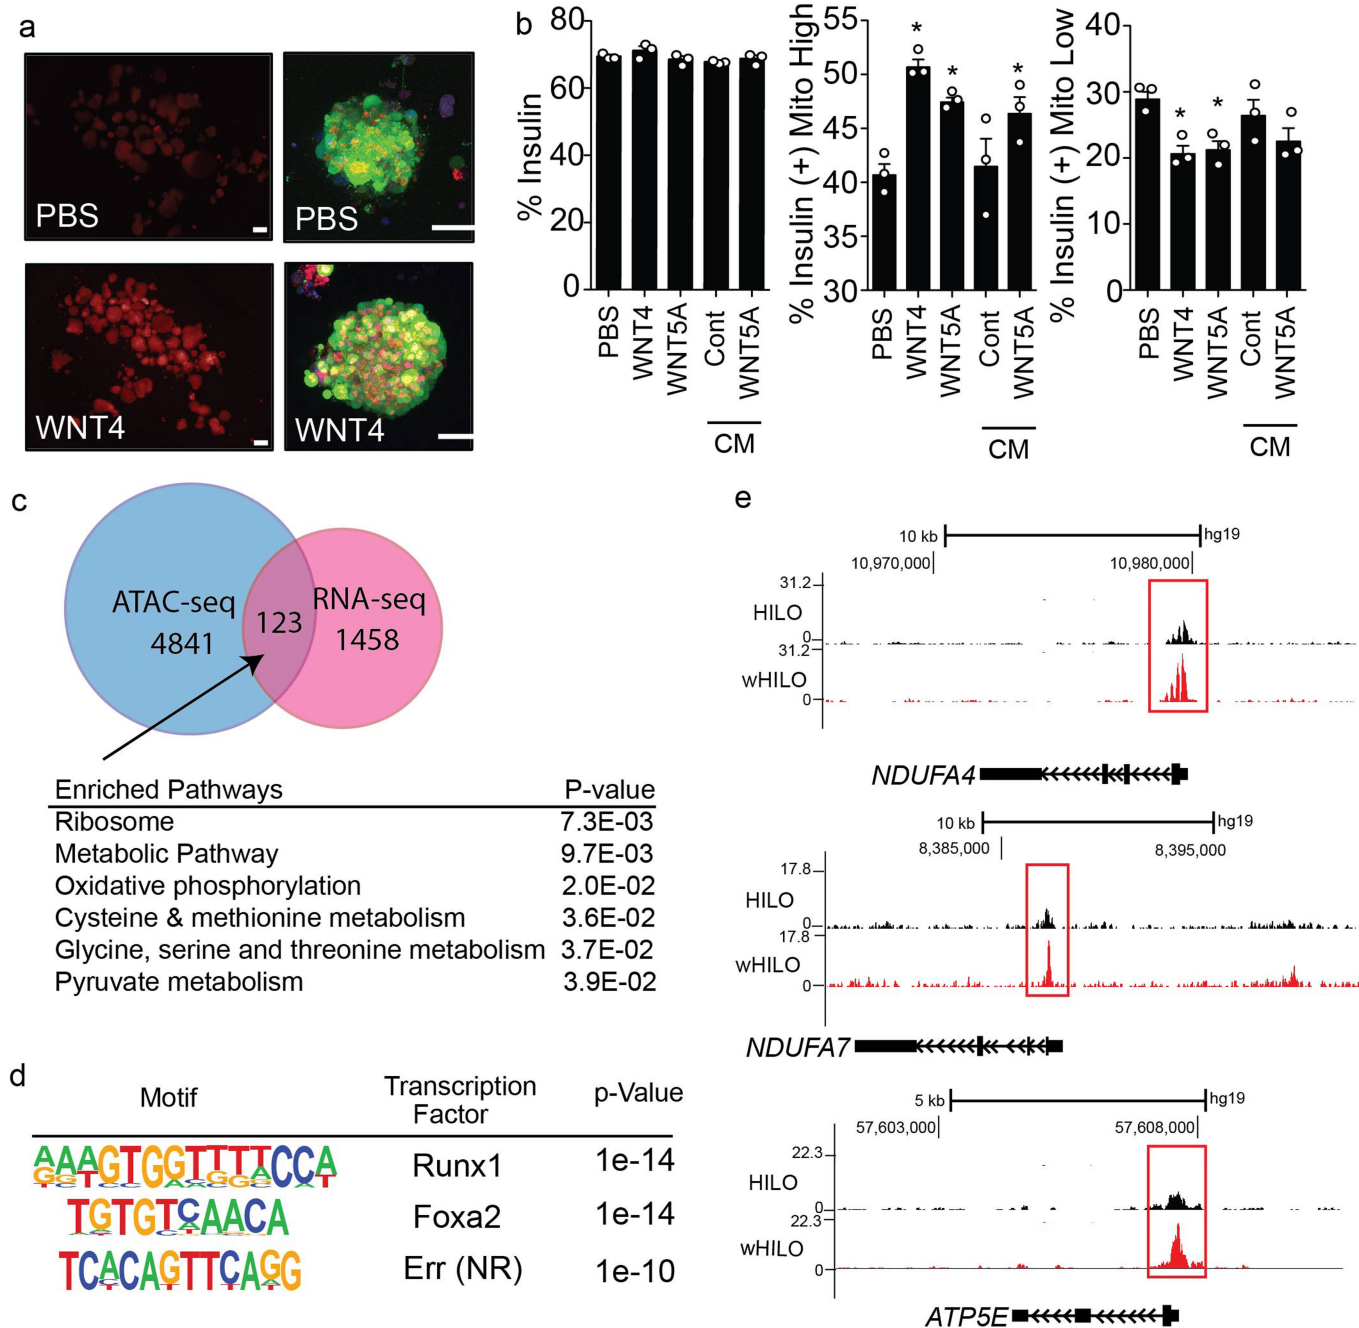 a
PBS
PBS
WNT4
WNT4
b
% Insulin
80
60
40
20
0
PBS
WNT4
WNT5A
Cont
WNT5A
CM
% Insulin (+) Mito High
55
50
45
40
35
30
*
*
*
PBS
WNT4
WNT5A
Cont
WNT5A
CM
% Insulin (+) Mito Low
40
30
20
10
0
*
*
PBS
WNT4
WNT5A
Cont
WNT5A
CM
c
ATAC-seq
4841
123
RNA-seq
1458
Enriched Pathways P-value
Ribosome 7.3E-03
Metabolic Pathway 9.7E-03
Oxidative phosphorylation 2.0E-02
Cysteine & methionine metabolism 3.6E-02
Glycine, serine and threonine metabolism 3.7E-02
Pyruvate metabolism 3.9E-02
d
Motif Transcription Factor p-Value
AAAGTGGTTTTCCA Runx1 1e-14
TGTGTCAACA Foxa2 1e-14
TCACAGTTCAGG Err (NR) 1e-10
e
10 kb hg19
10,970,000 10,980,000
31.2
HILO
0
31.2
wHILO
0
NDUFA4
10 kb hg19
8,385,000 8,395,000
17.8
HILO
0
17.8
wHILO
0
NDUFA7
5 kb hg19
57,603,000 57,608,000
22.3
HILO
0
22.3
wHILO
0
ATP5E